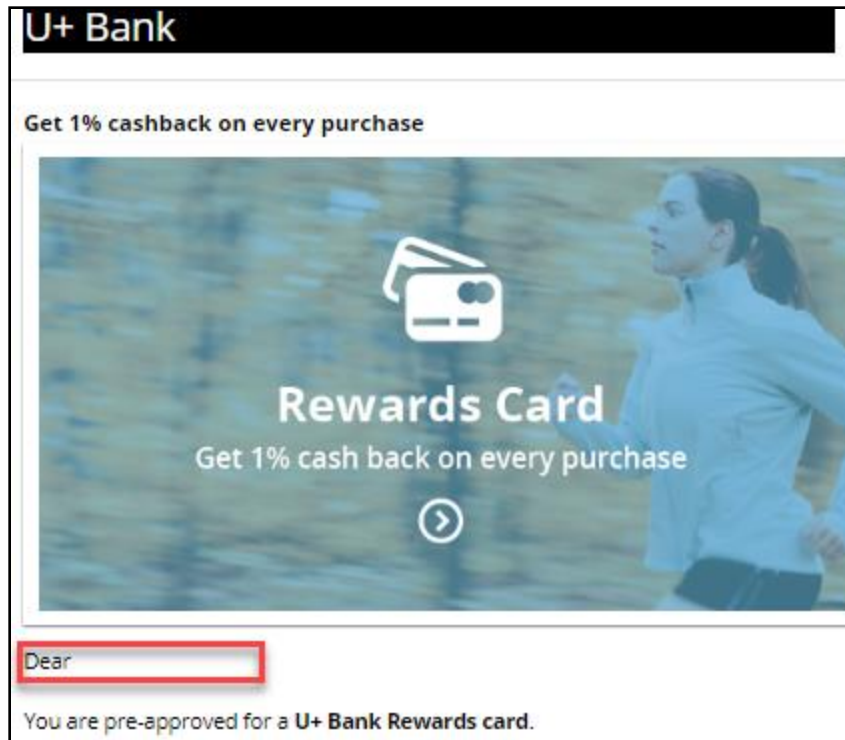 U+ Bank
Get 1% cashback on every purchase
Rewards Card
Get 1% cash back on every purchase
Dear
You are pre-approved for a U+ Bank Rewards card.